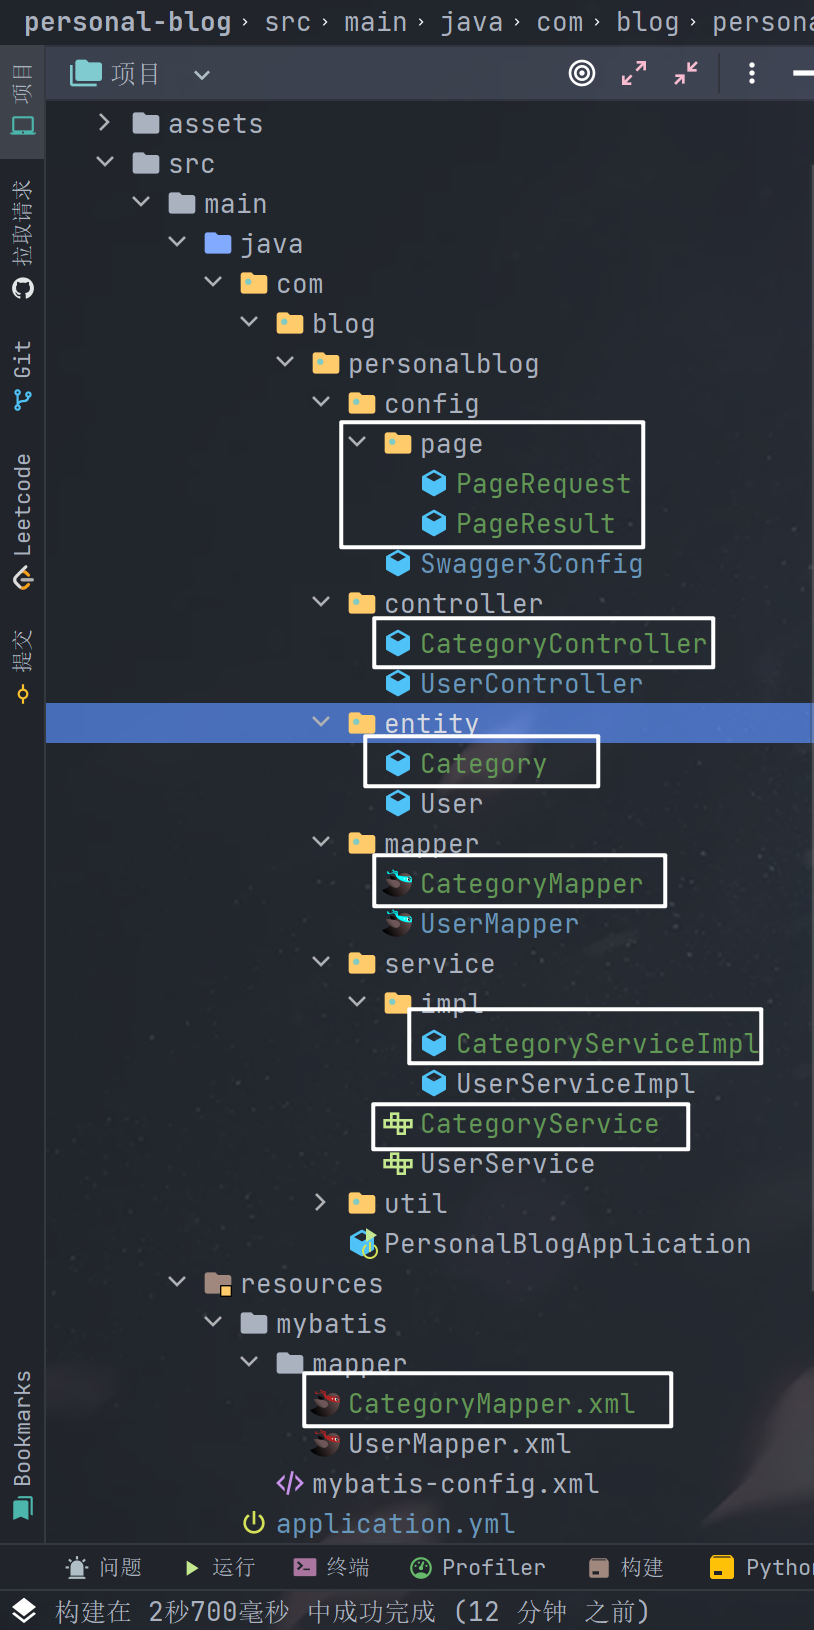 personal-blog › src › main › java › com › blog › persona
项目
项目
拉取请求
Git
Leetcode
提交
Bookmarks
assets
src
main
java
com
blog
personalblog
config
page
PageRequest
PageResult
Swagger3Config
controller
CategoryController
UserController
entity
Category
User
mapper
CategoryMapper
UserMapper
service
impl
CategoryServiceImpl
UserServiceImpl
CategoryService
UserService
util
PersonalBlogApplication
resources
mybatis
mapper
CategoryMapper.xml
UserMapper.xml
mybatis-config.xml
application.yml
问题 运行 终端 Profiler 构建 Pytho
构建在 2秒700毫秒 中成功完成 (12 分钟 之前)